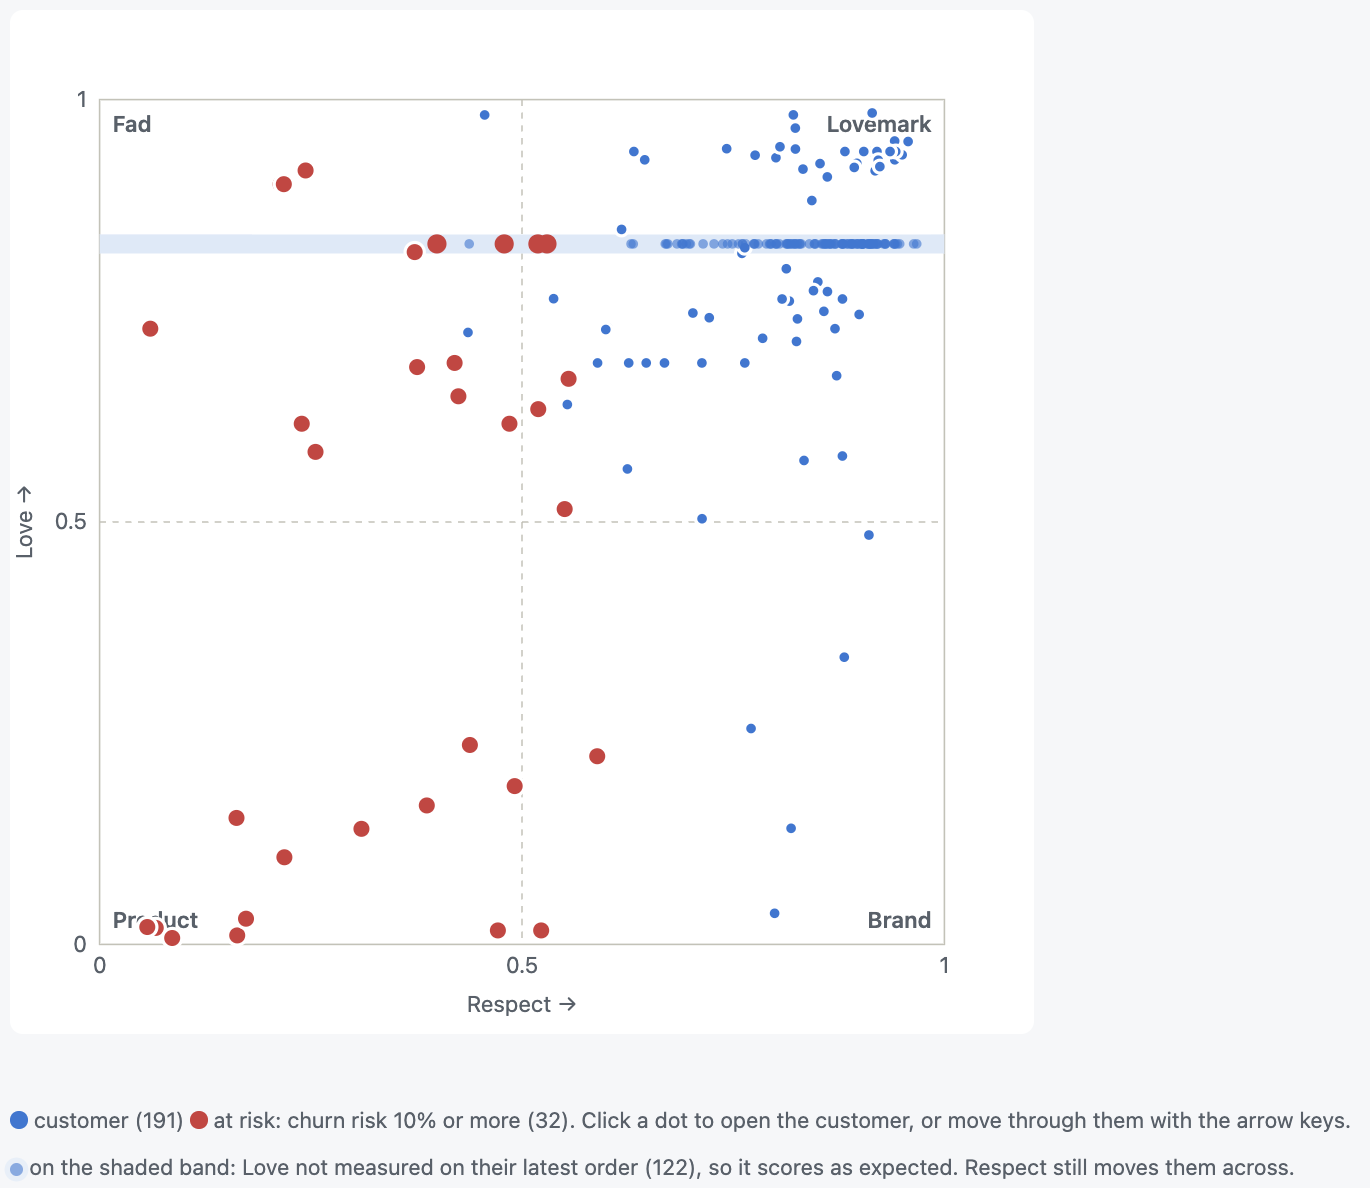 1
Fad
Lovemark
Love →
0.5
Product
Brand
0
0
0.5
1
Respect →
customer (191) at risk: churn risk 10% or more (32). Click a dot to open the customer, or move through them with the arrow keys.
on the shaded band: Love not measured on their latest order (122), so it scores as expected. Respect still moves them across.